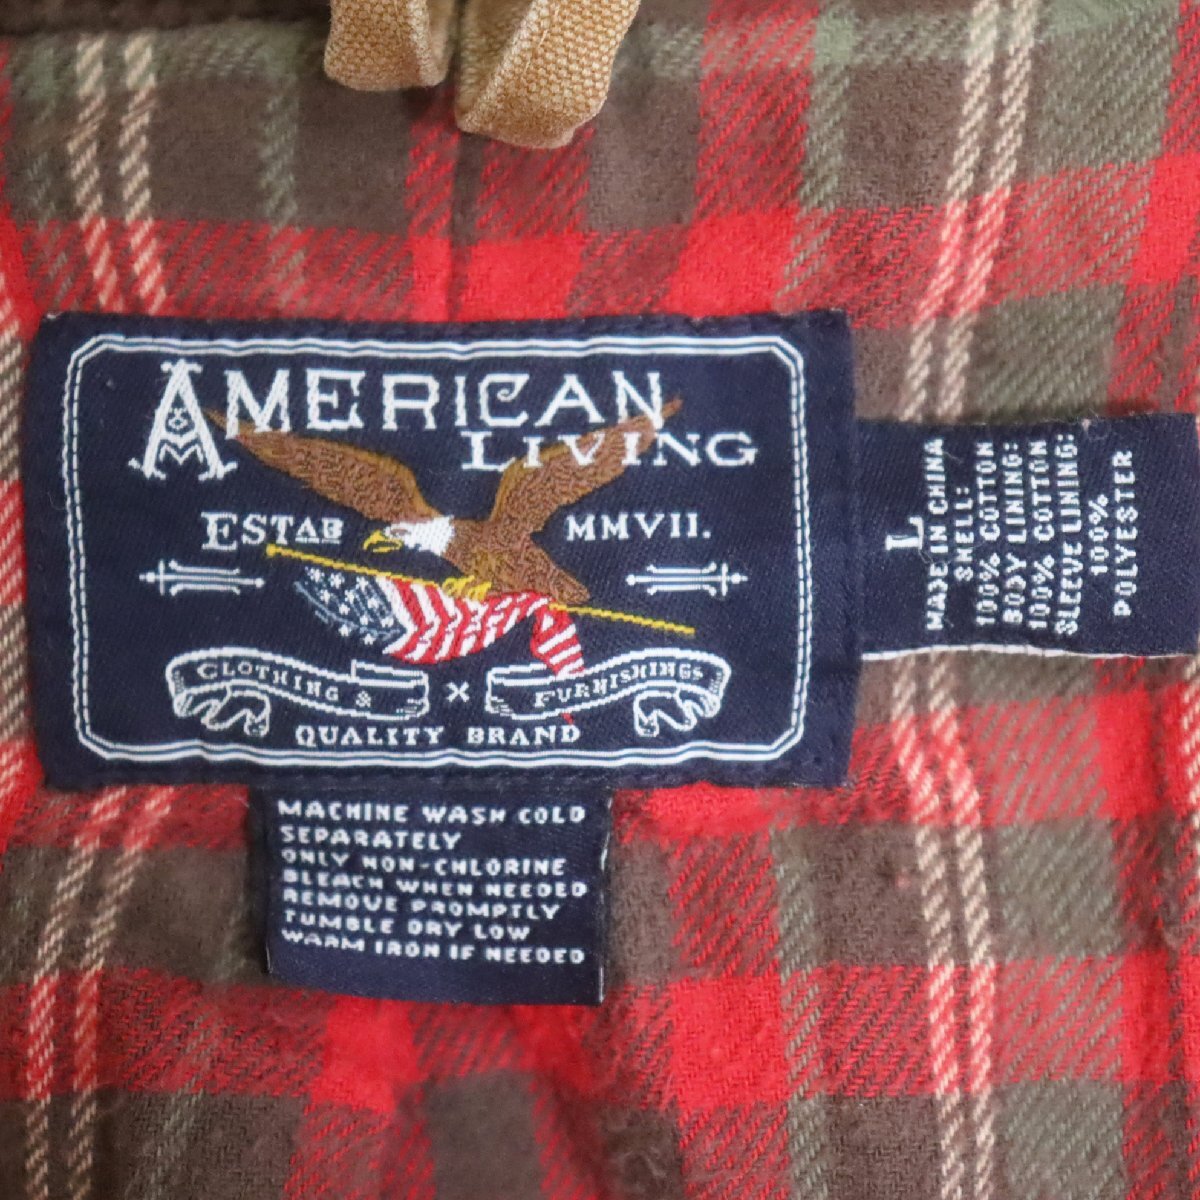 AMERICAN
LIVING
ESTAB MMVII.
CLOTHING & X FURNISHINGS
QUALITY BRAND
MACHINE WASH COLD
SEPARATELY
ONLY NON-CHLORINE
BLEACH WHEN NEEDED
REMOVE PROMPTLY
TUMBLE DRY LOW
WARM IRON IF NEEDED
L
MADE IN CHINA
SHELL:
100% COTTON
BODY LINING:
100% COTTON
SLEEVE LINING:
100%
POLYESTER